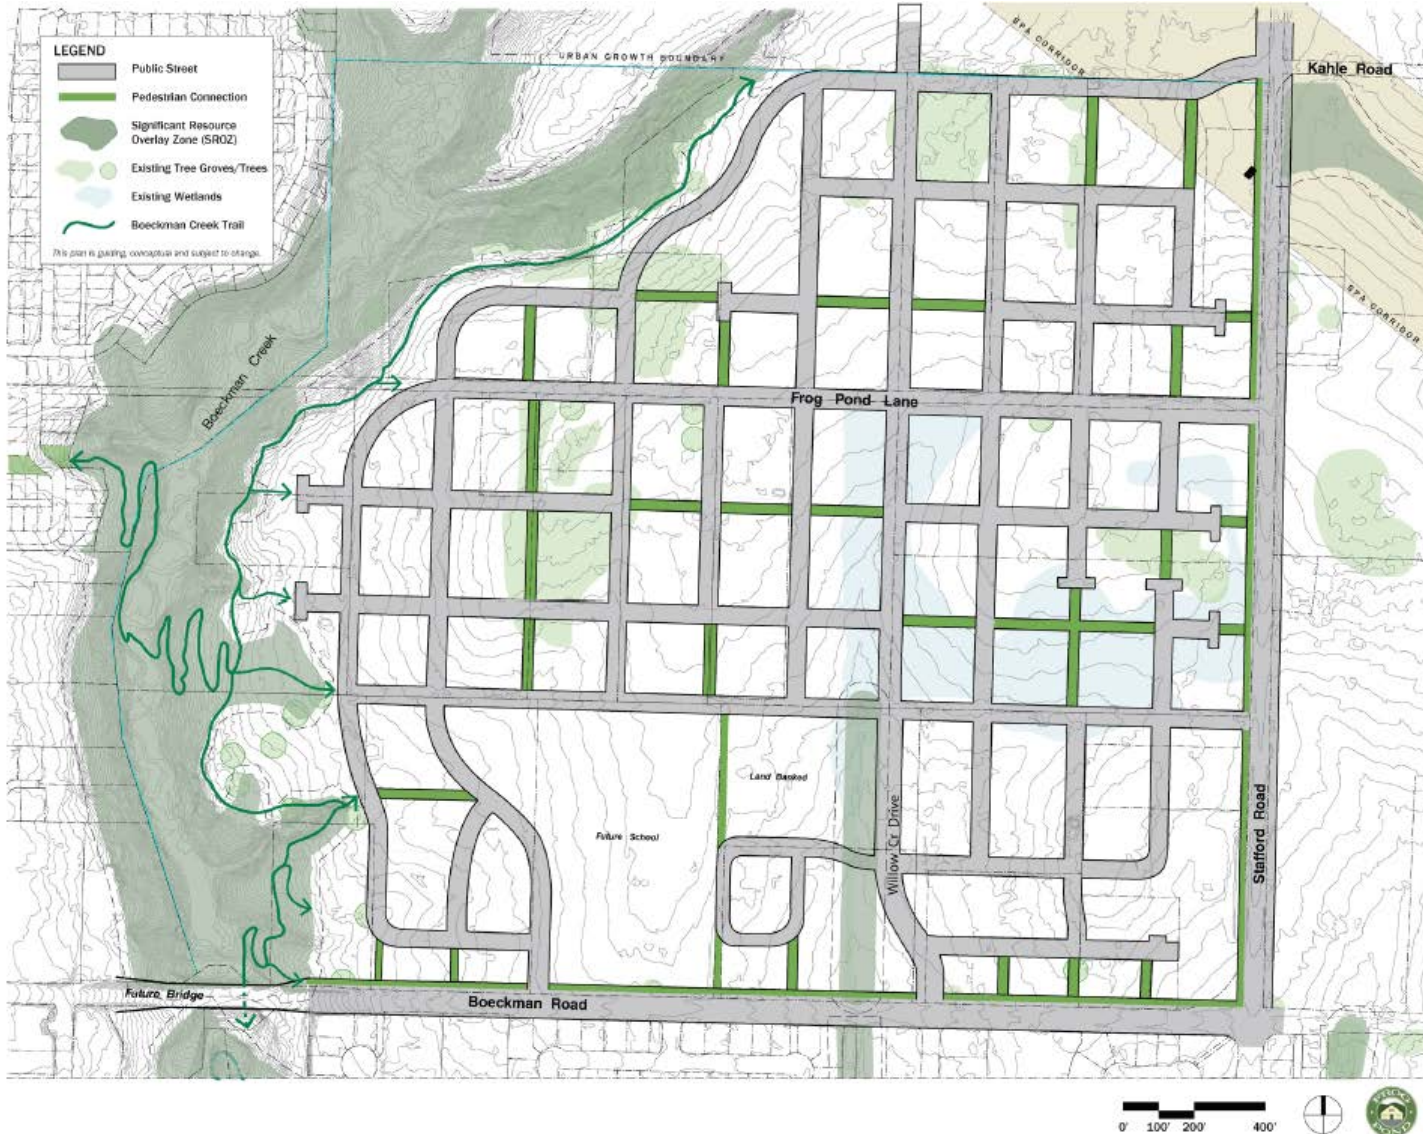 LEGEND
Public Street
Pedestrian Connection
Significant Resource
Overlay Zone (SROZ)
Existing Tree Groves/Trees
Existing Wetlands
Boeckman Creek Trail
This plan is guiding, conceptual and subject to change.
URBAN GROWTH BOUNDARY
BPA CORRIDOR
Kahle Road
BPA CORRIDOR
Boeckman Creek
Frog Pond Lane
Land Banked
Future School
Willow Cr Drive
Stafford Road
Future Bridge
Boeckman Road
0' 100' 200' 400'
FROG
POND